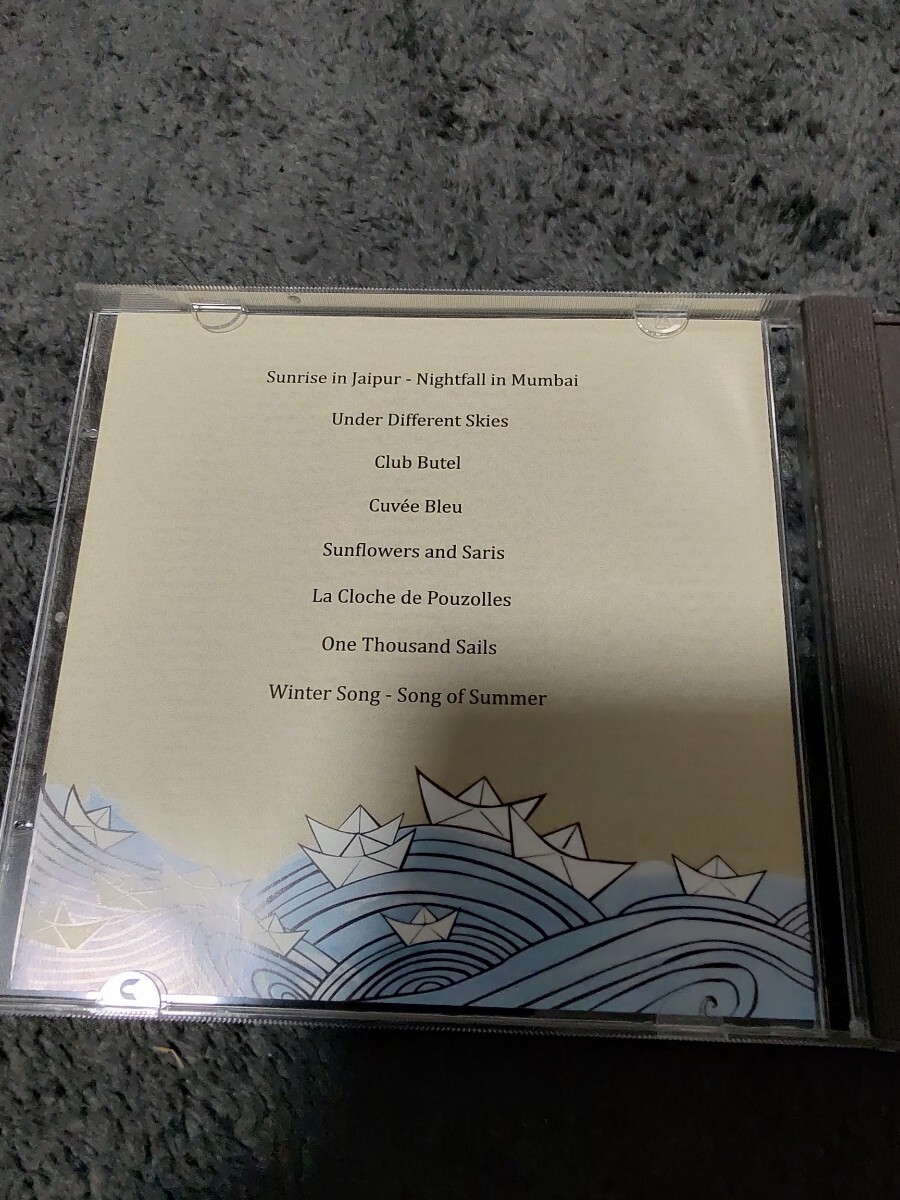 Sunrise in Jaipur - Nightfall in Mumbai
Under Different Skies
Club Butel
Cuvée Bleu
Sunflowers and Saris
La Cloche de Pouzolles
One Thousand Sails
Winter Song - Song of Summer